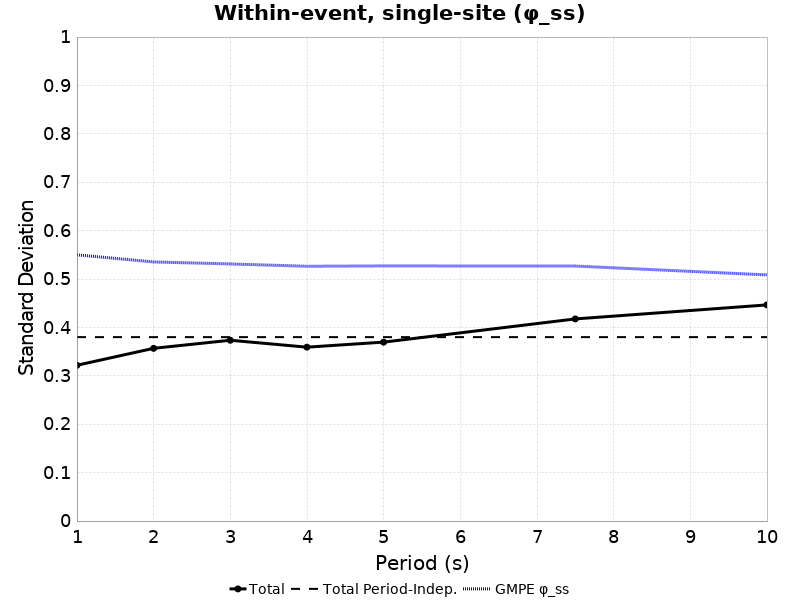 Within-event, single-site (φ_ss)
1
0.9
0.8
0.7
0.6
0.5
0.4
0.3
0.2
0.1
0
Standard Deviation
1 2 3 4 5 6 7 8 9 10
Period (s)
Total Total Period-Indep. GMPE φ_ss